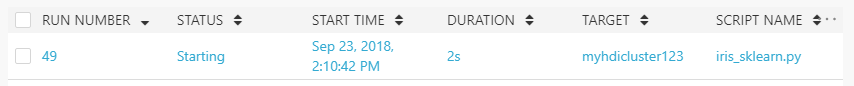 RUN NUMBER STATUS START TIME DURATION TARGET SCRIPT NAME
49 Starting Sep 23, 2018, 2:10:42 PM 2s myhdicluster123 iris_sklearn.py